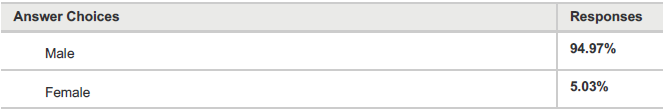 Answer Choices Responses
Male 94.97%
Female 5.03%